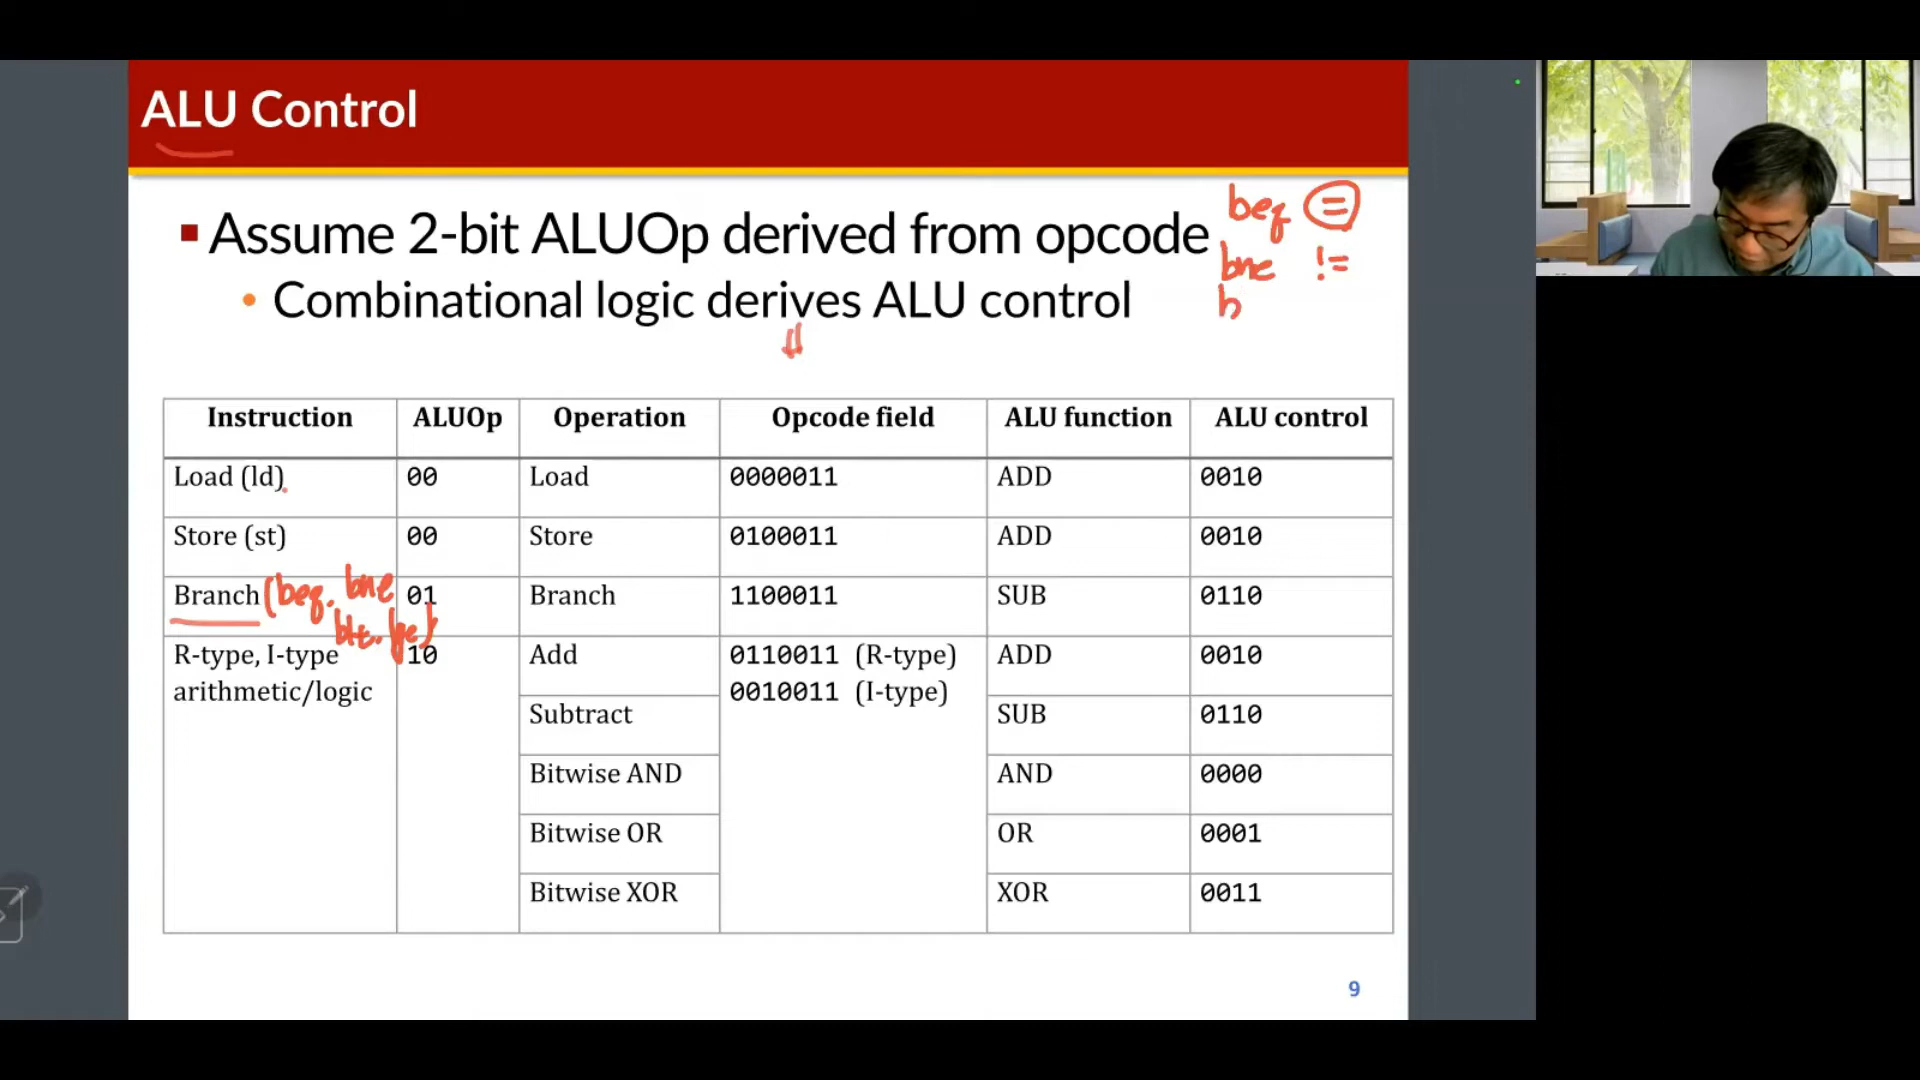 ALU Control
Assume 2-bit ALUOp derived from opcode
Combinational logic derives ALU control
beq =
bne !=
b
Instruction ALUOp Operation Opcode field ALU function ALU control
Load (ld) 00 Load 0000011 ADD 0010
Store (st) 00 Store 0100011 ADD 0010
Branch (beq. bne 01 Branch 1100011 SUB 0110
blt. bge)
R-type, I-type 10 Add 0110011 (R-type) ADD 0010
arithmetic/logic 0010011 (I-type)
Subtract SUB 0110
Bitwise AND AND 0000
Bitwise OR OR 0001
Bitwise XOR XOR 0011
9